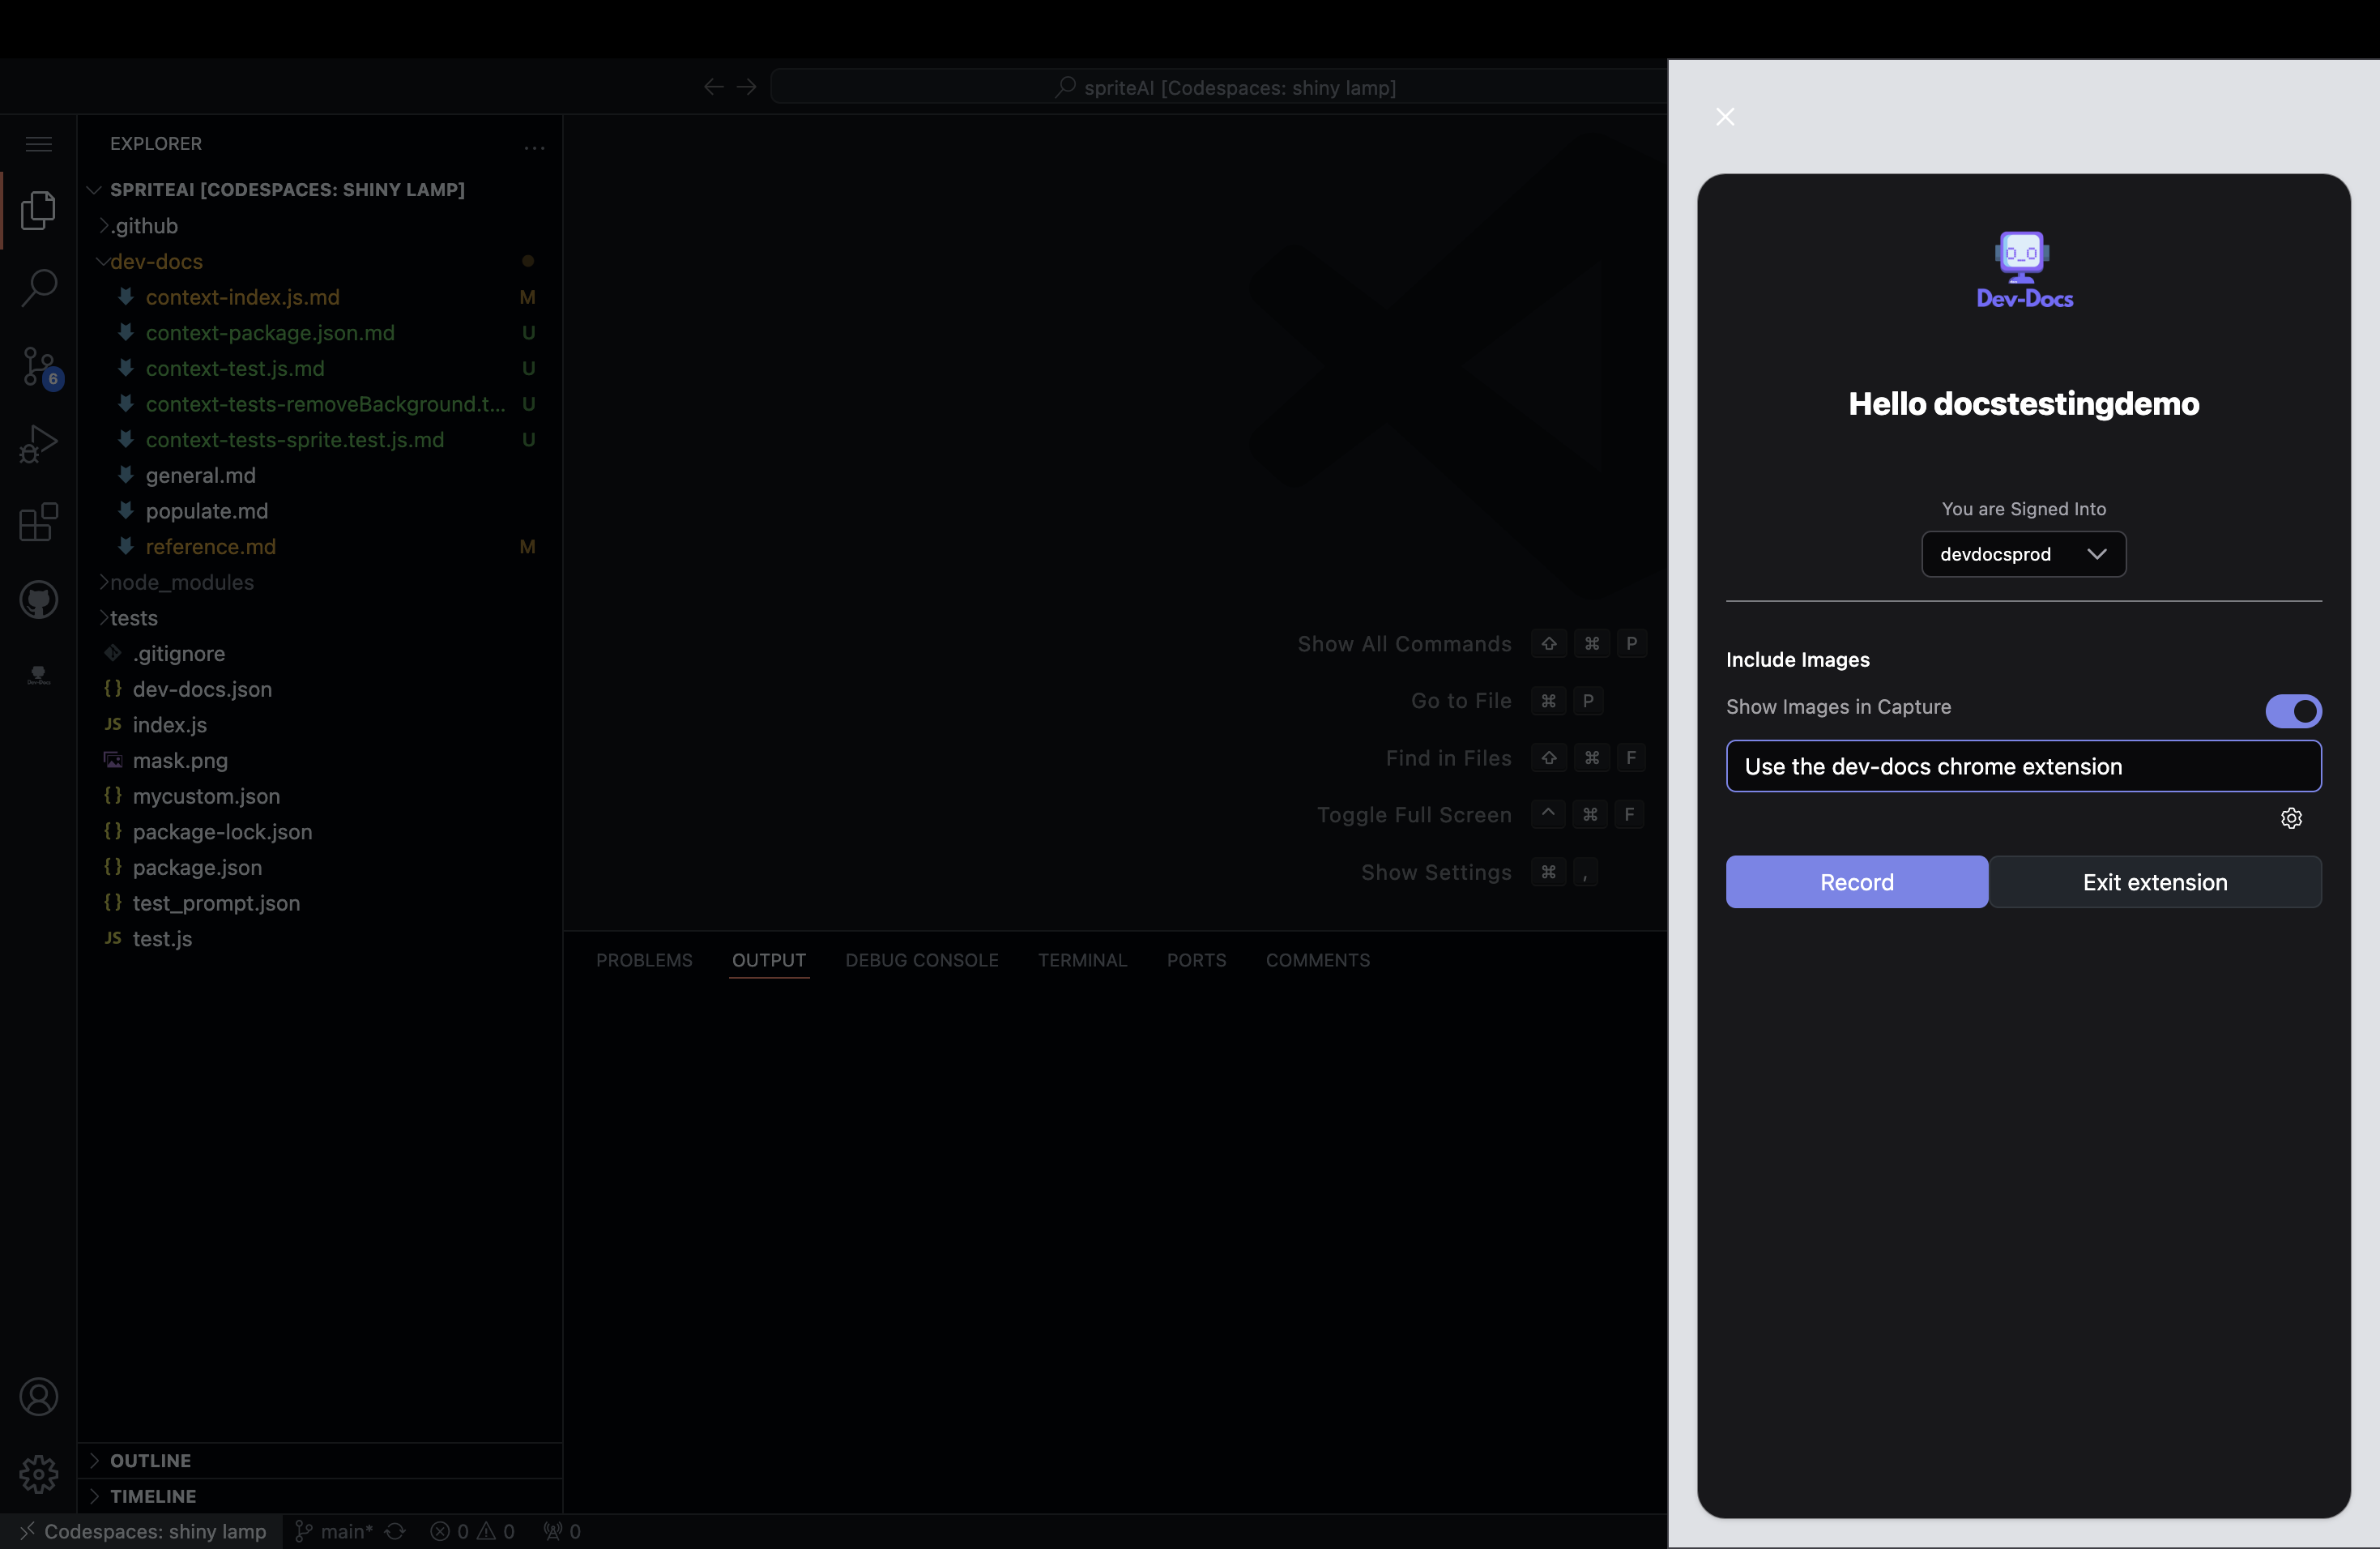 spriteAI [Codespaces: shiny lamp]
EXPLORER
...
SPRITEAI [CODESPACES: SHINY LAMP]
.github
dev-docs
context-index.js.md M
context-package.json.md U
context-test.js.md U
context-tests-removeBackground.t... U
context-tests-sprite.test.js.md U
general.md
populate.md
reference.md M
node_modules
tests
.gitignore
{} dev-docs.json
JS index.js
mask.png
{} mycustom.json
{} package-lock.json
{} package.json
{} test_prompt.json
JS test.js
OUTLINE
TIMELINE
6
Show All Commands ⇧ ⌘ P
Go to File ⌘ P
Find in Files ⇧ ⌘ F
Toggle Full Screen ^ ⌘ F
Show Settings ⌘ ,
PROBLEMS OUTPUT DEBUG CONSOLE TERMINAL PORTS COMMENTS
Codespaces: shiny lamp main* 0 0 0
Dev-Docs
Hello docstestingdemo
You are Signed Into
devdocsprod
Include Images
Show Images in Capture
Use the dev-docs chrome extension
Record Exit extension